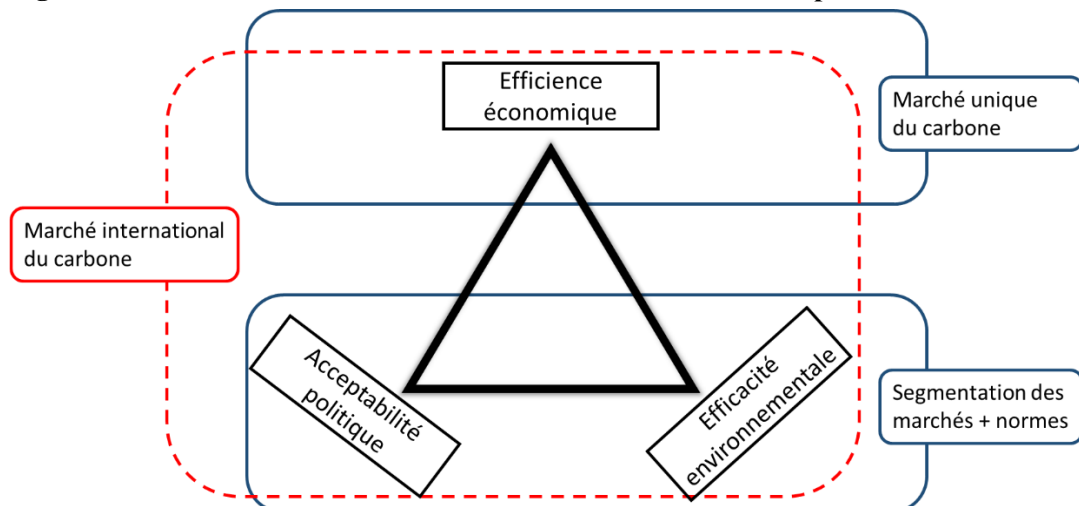 Efficience
économique
Marché unique
du carbone
Marché international
du carbone
Acceptabilité
politique
Efficacité
environnementale
Segmentation des
marchés + normes